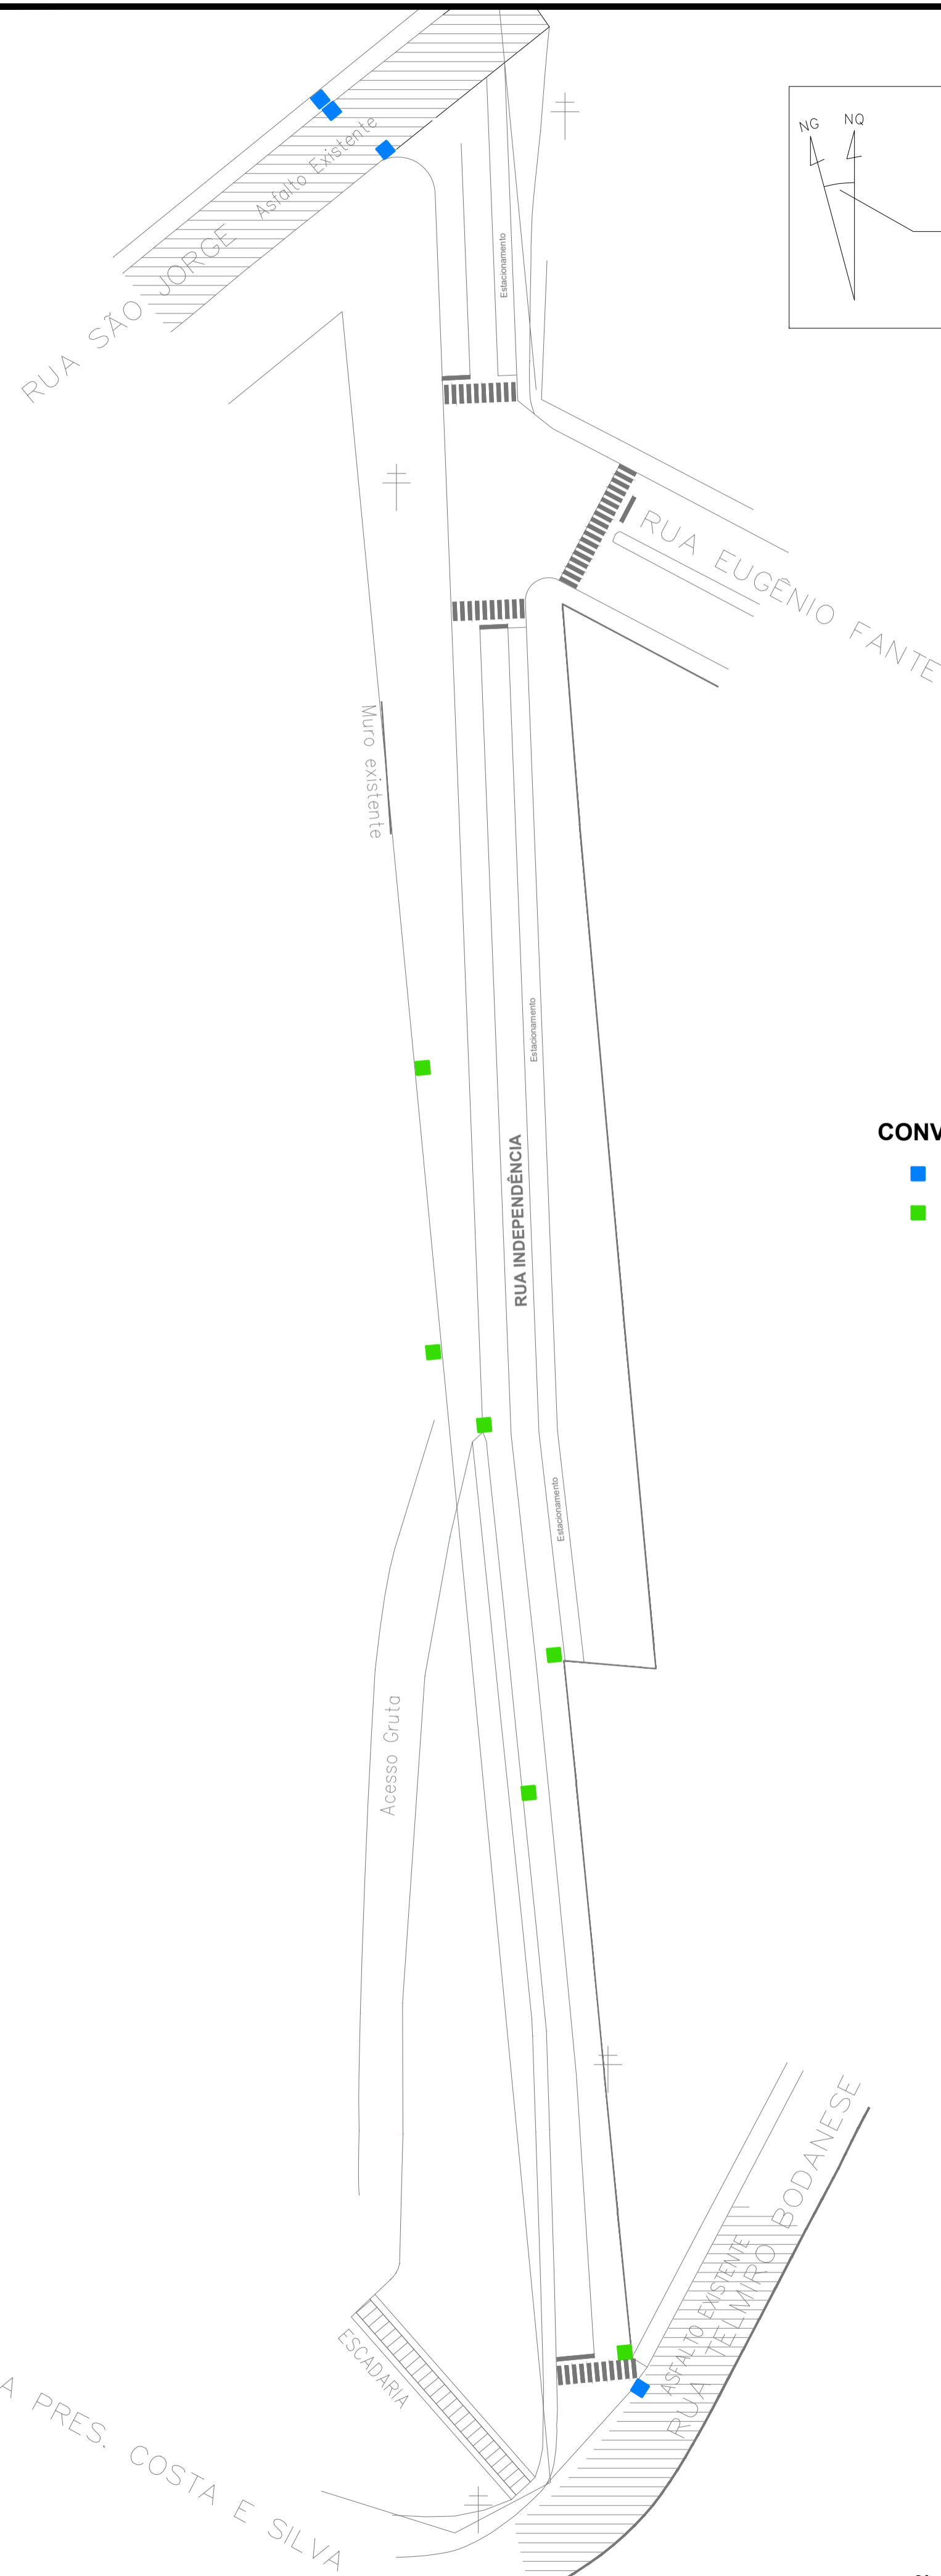 NG NQ
Asfalto Existente
RUA SÃO JORGE
Estacionamento
RUA EUGÊNIO FANTE
Muro existente
Estacionamento
CONV
RUA INDEPENDÊNCIA
Estacionamento
Acesso Gruta
RUA TELMIRO BODANESE
ASFALTO EXISTENTE
ESCADARIA
A PRES. COSTA E SILVA